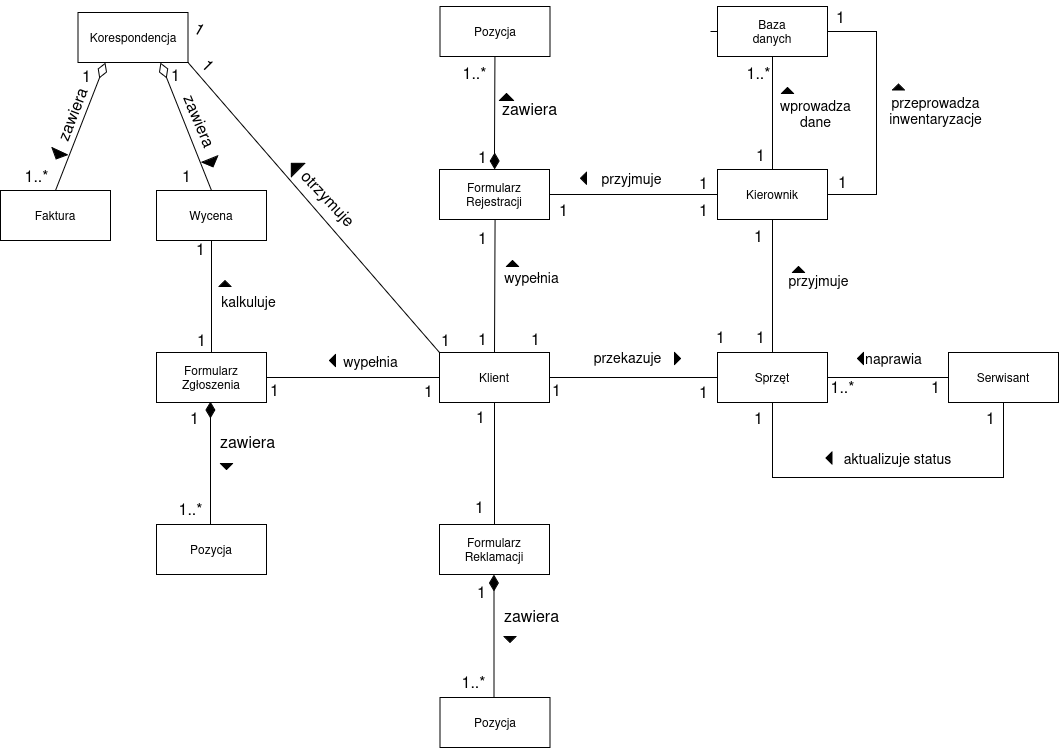 Korespondencja
1
1
Pozycja
Baza
danych
1
1
1
zawiera
zawiera
1..*
1
1..*
zawiera
1
1..*
wprowadza
dane
1
przeprowadza
inwentaryzacje
Faktura
Wycena
otrzymuje
Formularz
Rejestracji
przyjmuje
1
1
1
Kierownik
1
1
kalkuluje
1
1
wypełnia
1
1
1
przyjmuje
1
1
1
Formularz
Zgłoszenia
wypełnia
1
1
Klient
przekazuje
1
1
Sprzęt
naprawia
1..*
1
Serwisant
1
zawiera
1..*
Pozycja
1
1
aktualizuje status
1
Formularz
Reklamacji
1
zawiera
1..*
Pozycja